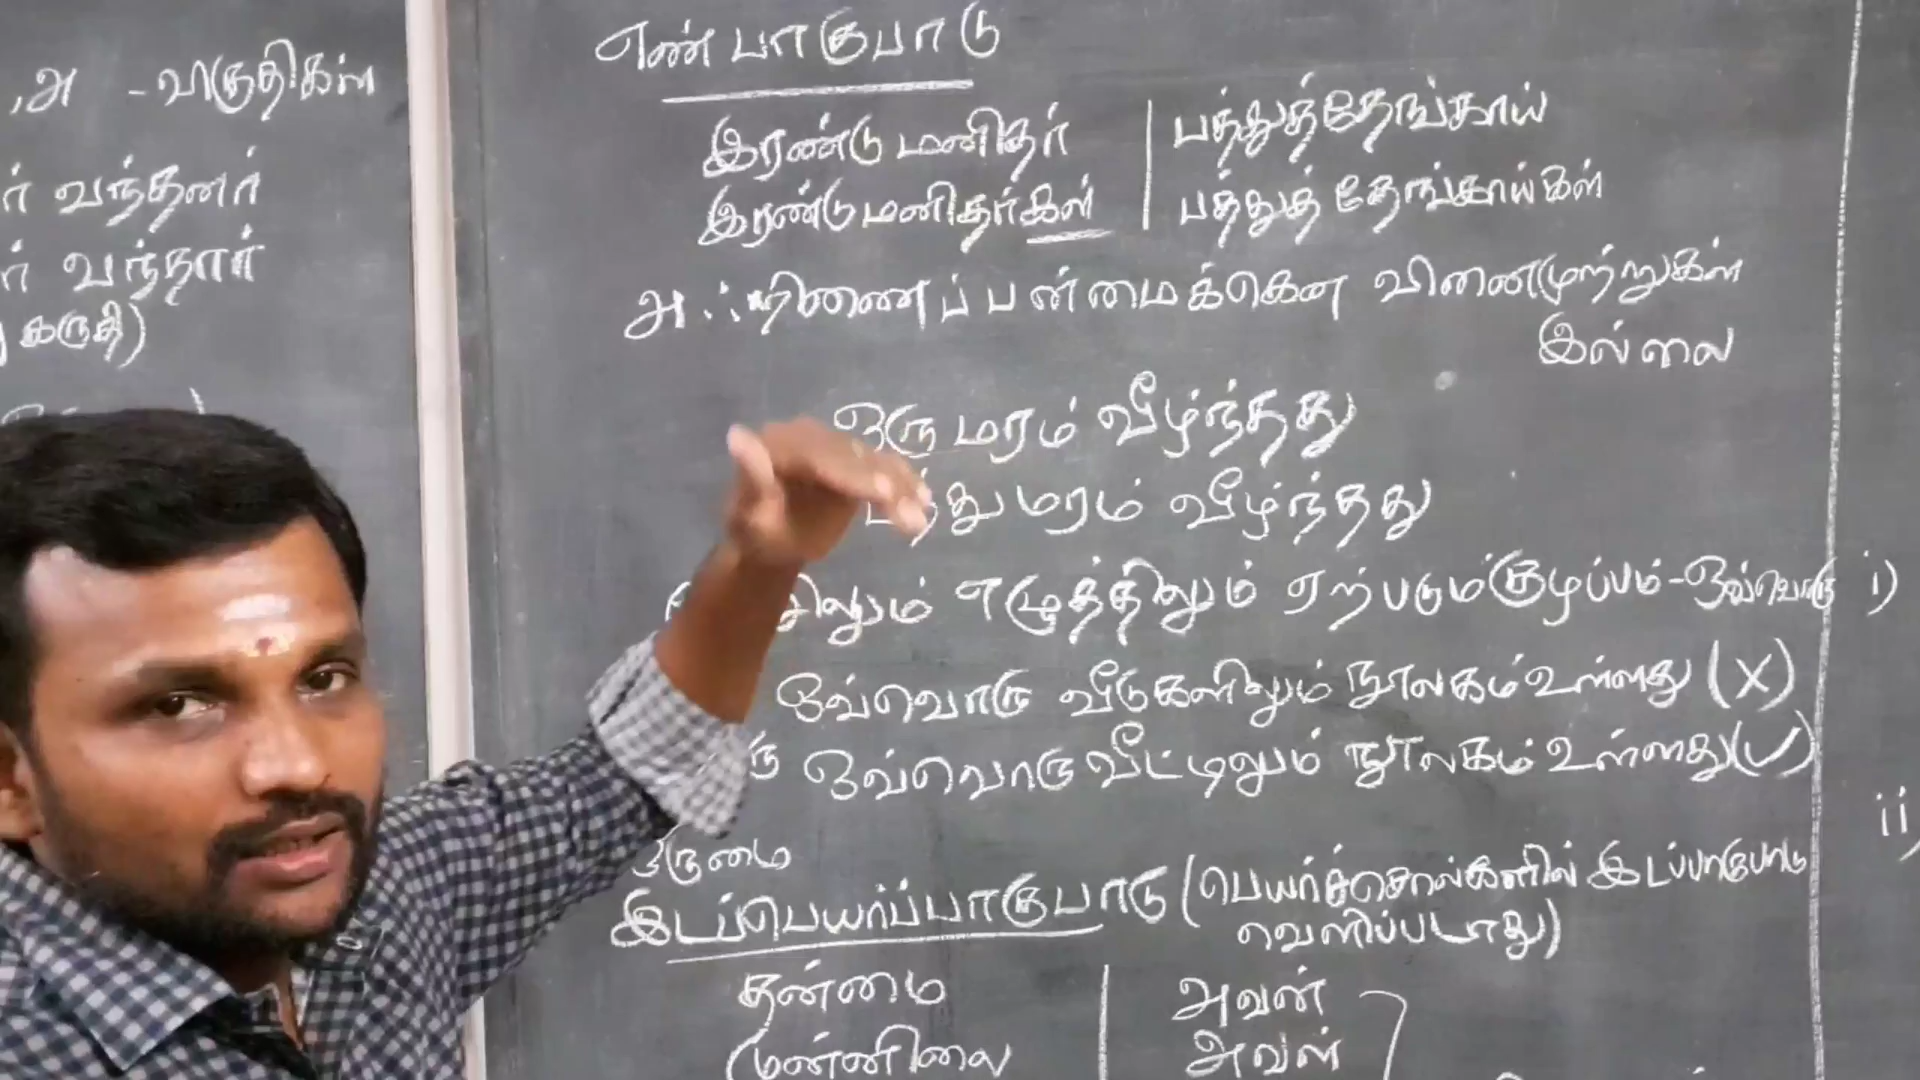 ,அ - விகுதிகள்
ர் வந்தனர்
ர் வந்தார்
கருதி)
எண் பாகுபாடு
இரண்டு மனிதர் | பத்துத்தேங்காய்
இரண்டு மனிதர்கள் | பத்துத் தேங்காய்கள்
அஃறிணைப் பன்மைக்கென வினைமுற்றுகள்
இல்லை
ஒரு மரம் வீழ்ந்தது
பத்து மரம் வீழ்ந்தது
எழுத்திலும் ஏற்படும் குழப்பம் - ஒவ்வொரு
ஒவ்வொரு வீடுகளிலும் நூலகம் உள்ளது (X)
ஒவ்வொரு வீட்டிலும் நூலகம் உள்ளது (✓)
ஒருமை
இடப்பெயர்ப்பாகுபாடு (பெயர்ச்சொல்களில் இடப்பாகுபாடு
வெளிப்படாது)
தன்மை | அவன்
முன்னிலை | அவள்
i)
ii)